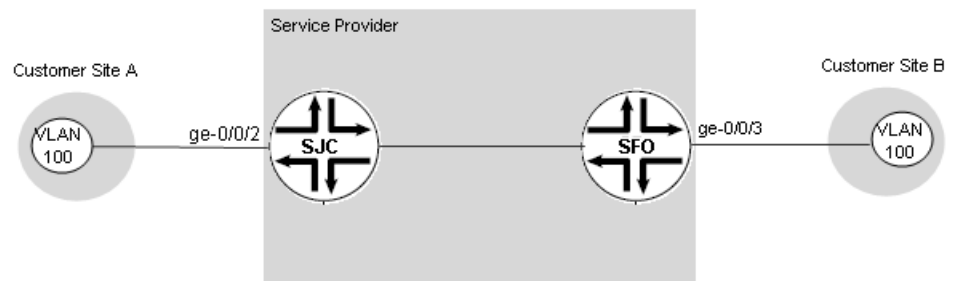 Service Provider
Customer Site A
Customer Site B
VLAN
100
ge-0/0/2
SJC
SFO
ge-0/0/3
VLAN
100